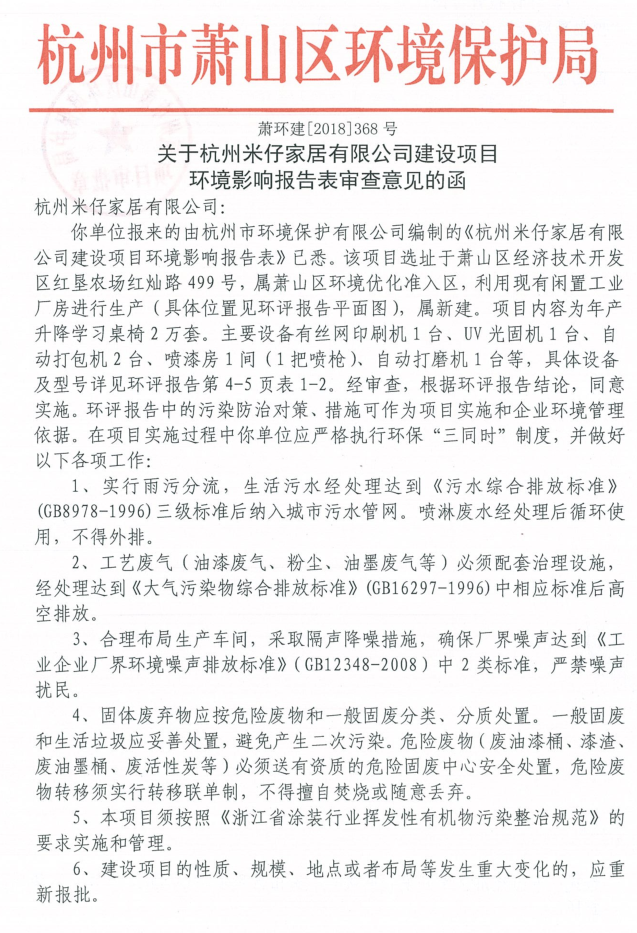 杭州市萧山区环境保护局
萧环建[2018]368 号
关于杭州米仔家居有限公司建设项目
环境影响报告表审查意见的函
杭州米仔家居有限公司：
你单位报来的由杭州市环境保护有限公司编制的《杭州米仔家居有限
公司建设项目环境影响报告表》已悉。该项目选址于萧山区经济技术开发
区红垦农场红灿路 499 号，属萧山区环境优化准入区，利用现有闲置工业
厂房进行生产（具体位置见环评报告平面图），属新建。项目内容为年产
升降学习桌椅 2 万套。主要设备有丝网印刷机 1 台、UV 光固机 1 台、自
动打包机 2 台、喷漆房 1 间（1 把喷枪）、自动打磨机 1 台等，具体设备
及型号详见环评报告第 4-5 页表 1-2。经审查，根据环评报告结论，同意
实施。环评报告中的污染防治对策、措施可作为项目实施和企业环境管理
依据。在项目实施过程中你单位应严格执行环保“三同时”制度，并做好
以下各项工作：
1、实行雨污分流，生活污水经处理达到《污水综合排放标准》
(GB8978-1996)三级标准后纳入城市污水管网。喷淋废水经处理后循环使
用，不得外排。
2、工艺废气（油漆废气、粉尘、油墨废气等）必须配套治理设施，
经处理达到《大气污染物综合排放标准》(GB16297-1996)中相应标准后高
空排放。
3、合理布局生产车间，采取隔声降噪措施，确保厂界噪声达到《工
业企业厂界环境噪声排放标准》（GB12348-2008）中 2 类标准，严禁噪声
扰民。
4、固体废弃物应按危险废物和一般固废分类、分质处置。一般固废
和生活垃圾应妥善处置，避免产生二次污染。危险废物（废油漆桶、漆渣、
废油墨桶、废活性炭等）必须送有资质的危险固废中心安全处置，危险废
物转移须实行转移联单制，不得擅自焚烧或随意丢弃。
5、本项目须按照《浙江省涂装行业挥发性有机物污染整治规范》的
要求实施和管理。
6、建设项目的性质、规模、地点或者布局等发生重大变化的，应重
新报批。